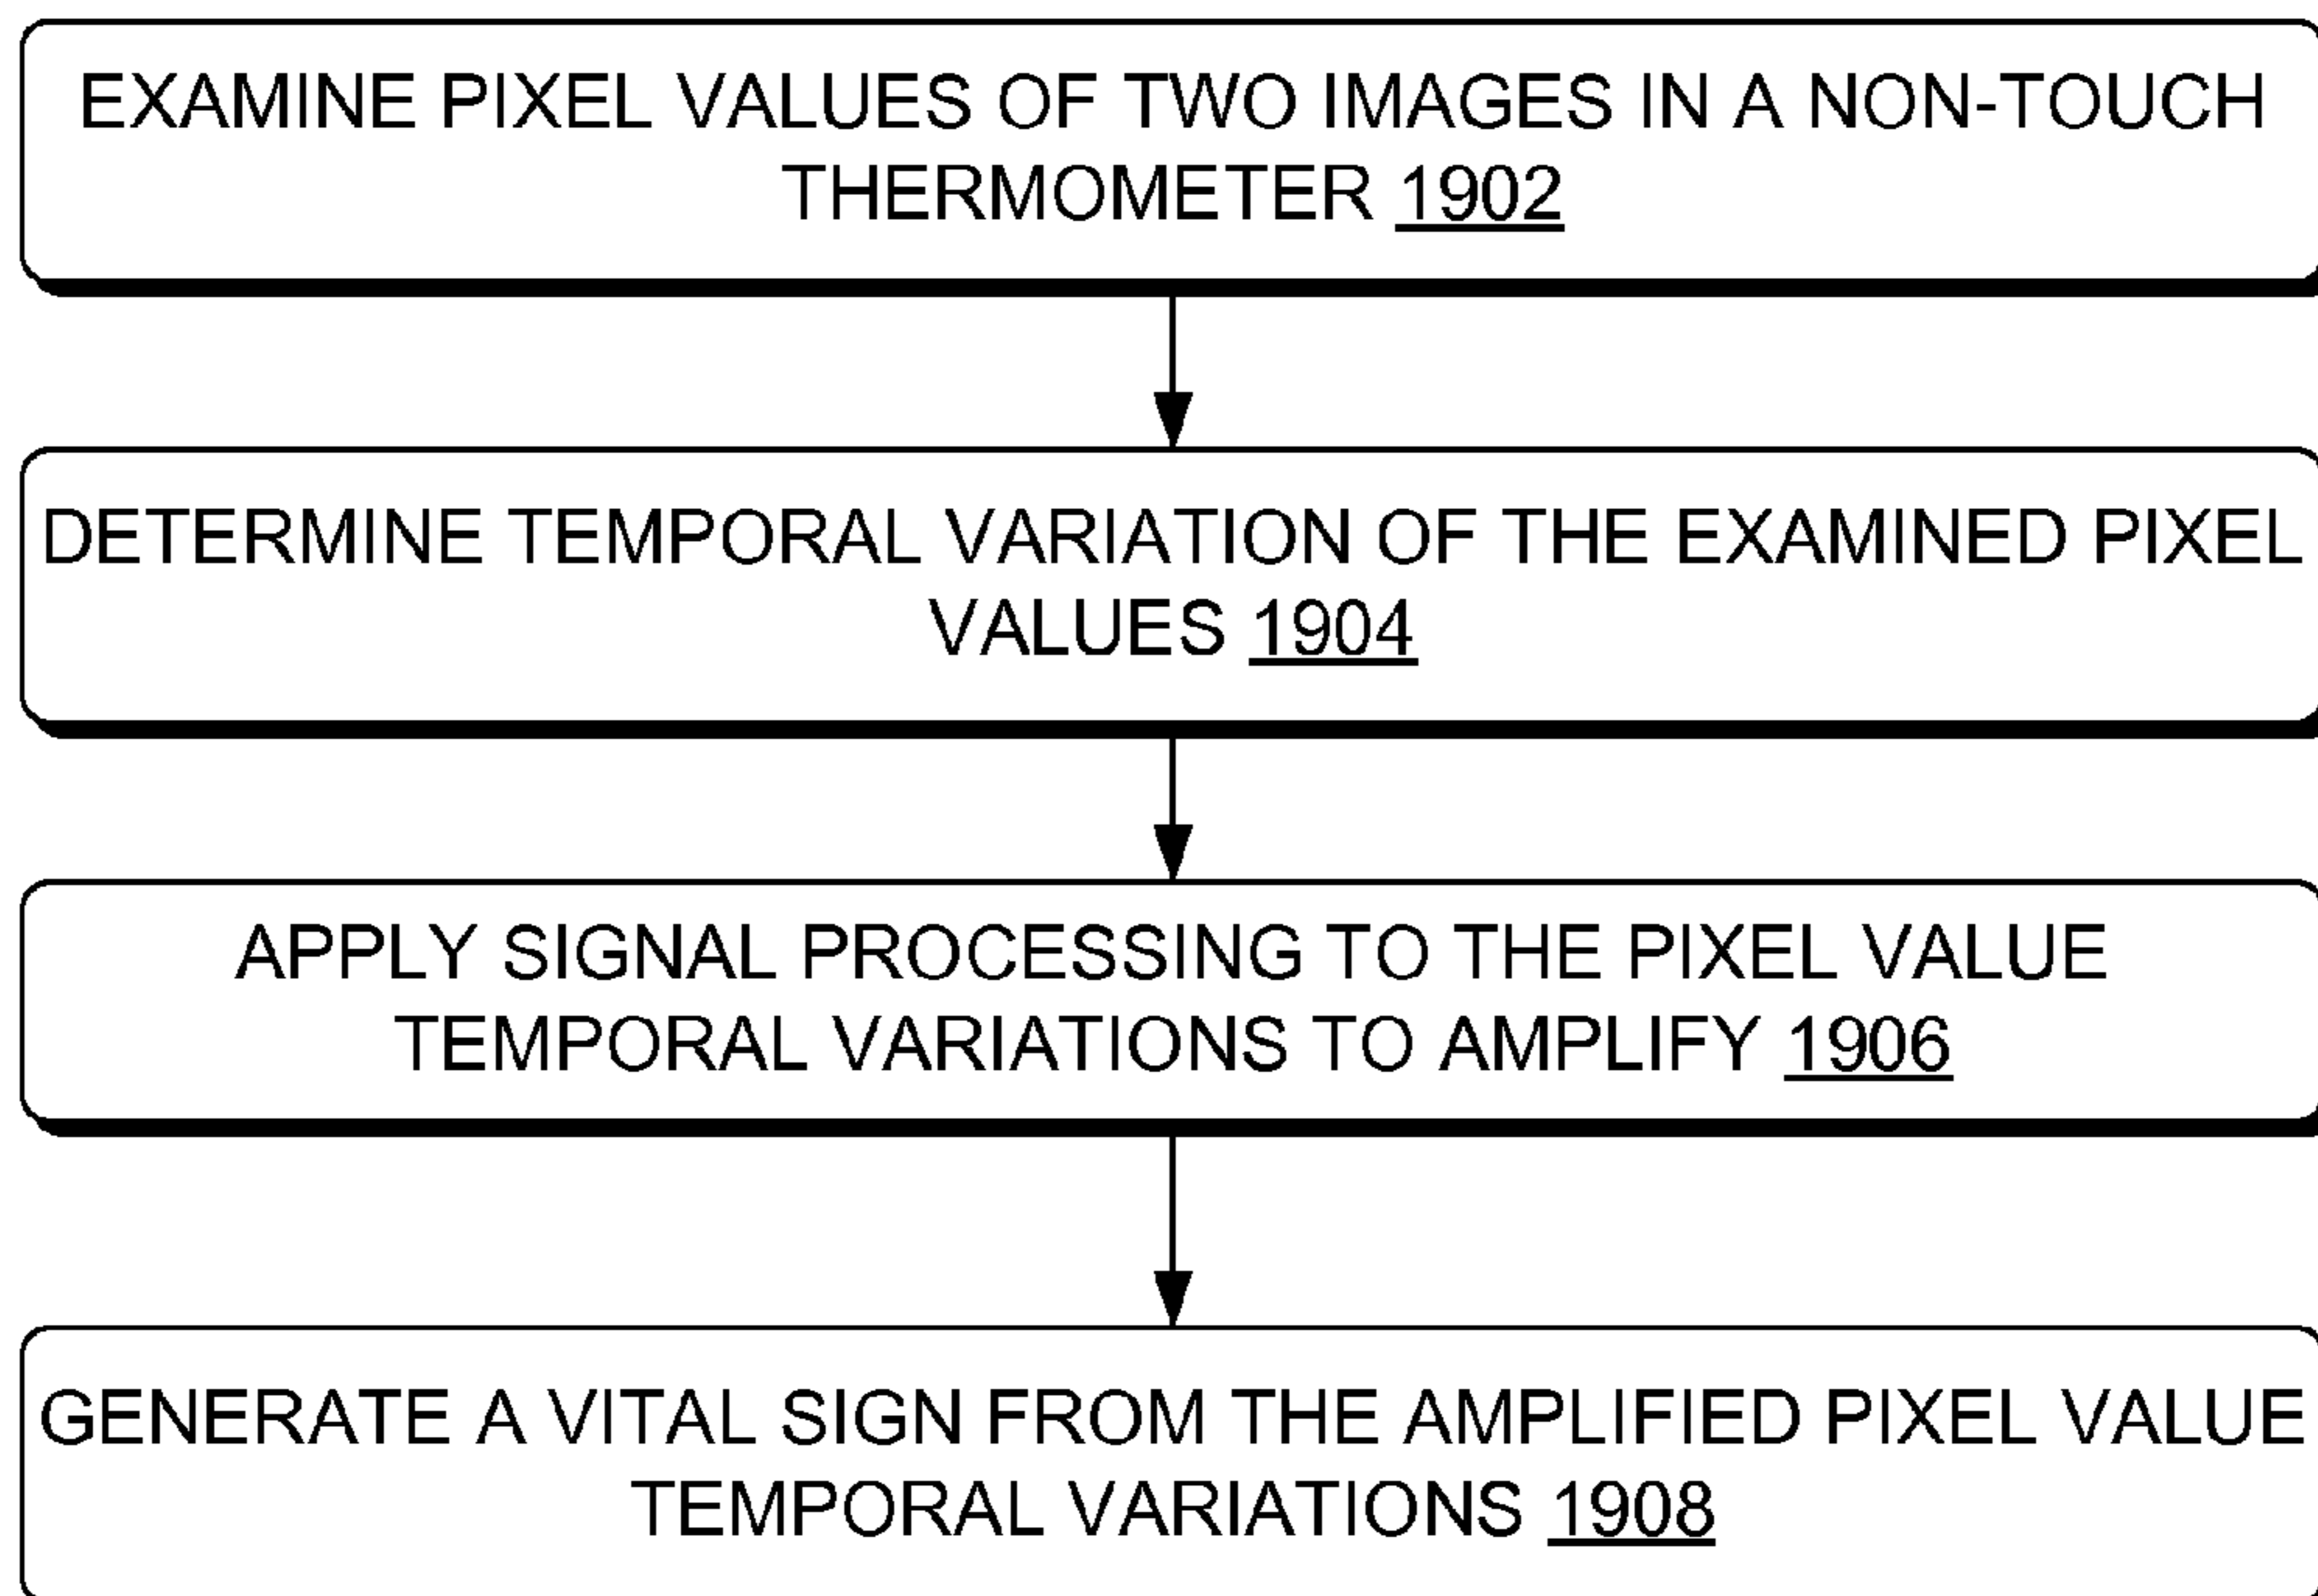 EXAMINE PIXEL VALUES OF TWO IMAGES IN A NON-TOUCH
THERMOMETER 1902
DETERMINE TEMPORAL VARIATION OF THE EXAMINED PIXEL
VALUES 1904
APPLY SIGNAL PROCESSING TO THE PIXEL VALUE
TEMPORAL VARIATIONS TO AMPLIFY 1906
GENERATE A VITAL SIGN FROM THE AMPLIFIED PIXEL VALUE
TEMPORAL VARIATIONS 1908